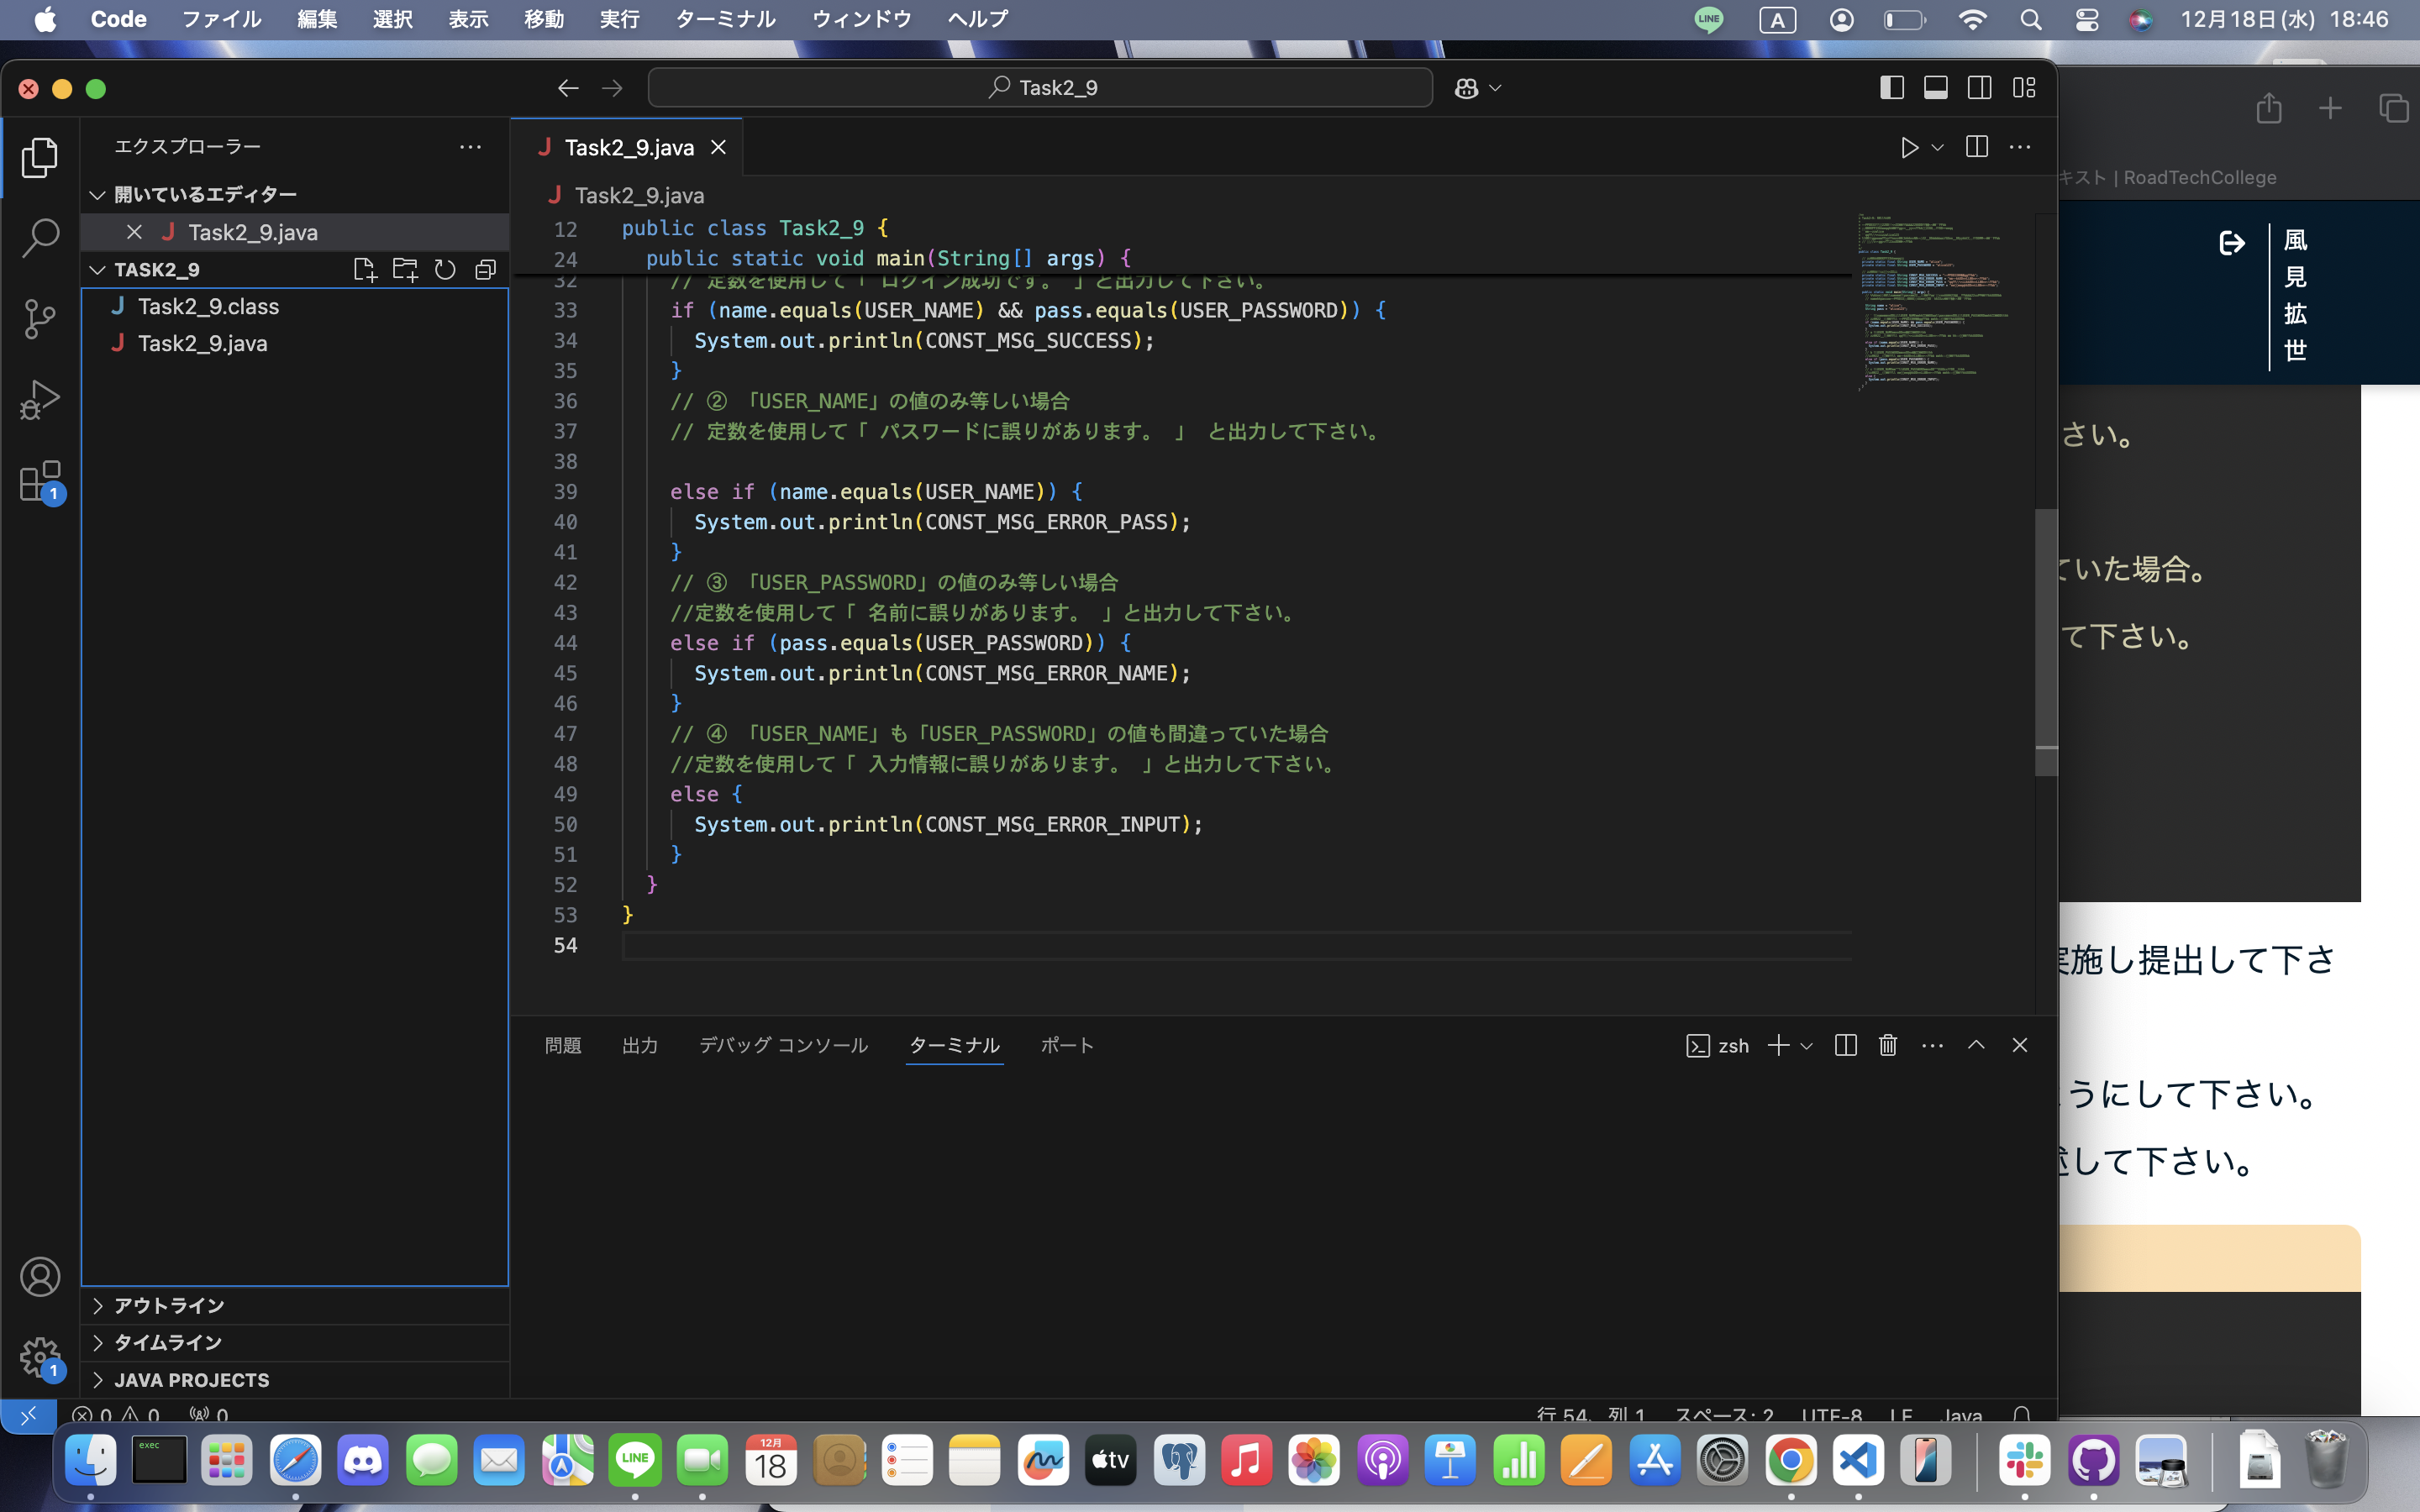 Code ファイル 編集 選択 表示 移動 実行 ターミナル ウィンドウ ヘルプ LINE A 12月18日(水) 18:46
Task2_9
エクスプローラー
開いているエディター
J Task2_9.java
TASK2_9
J Task2_9.class
J Task2_9.java
1
アウトライン
タイムライン
1
JAVA PROJECTS
J Task2_9.java
J Task2_9.java
12 public class Task2_9 {
24 public static void main(String[] args) {
32 // 定数を使用して「 ログイン成功です。 」と出力して下さい。
33 if (name.equals(USER_NAME) && pass.equals(USER_PASSWORD)) {
34 System.out.println(CONST_MSG_SUCCESS);
35 }
36 // ② 「USER_NAME」の値のみ等しい場合
37 // 定数を使用して「 パスワードに誤りがあります。 」 と出力して下さい。
38
39 else if (name.equals(USER_NAME)) {
40 System.out.println(CONST_MSG_ERROR_PASS);
41 }
42 // ③ 「USER_PASSWORD」の値のみ等しい場合
43 //定数を使用して「 名前に誤りがあります。 」と出力して下さい。
44 else if (pass.equals(USER_PASSWORD)) {
45 System.out.println(CONST_MSG_ERROR_NAME);
46 }
47 // ④ 「USER_NAME」も「USER_PASSWORD」の値も間違っていた場合
48 //定数を使用して「 入力情報に誤りがあります。 」と出力して下さい。
49 else {
50 System.out.println(CONST_MSG_ERROR_INPUT);
51 }
52 }
53 }
54
問題 出力 デバッグ コンソール ターミナル ポート zsh
0 0 0 行 54、列 1 スペース: 2 UTF-8 LF Java
キスト | RoadTechCollege
風見拡世
さい。
ていた場合。
て下さい。
実施し提出して下さ
ようにして下さい。
述して下さい。
exec LINE 12月 18 tv